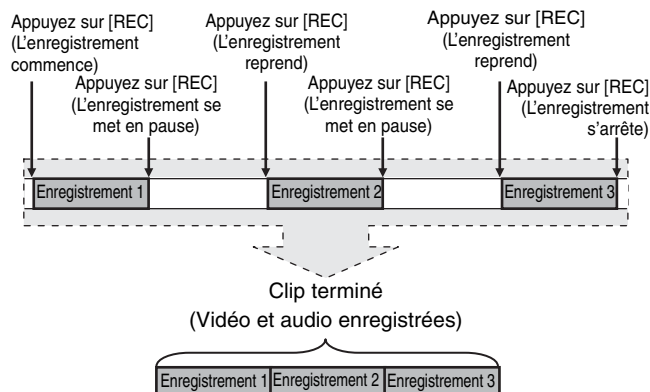 Appuyez sur [REC]
(L'enregistrement
commence)
Appuyez sur [REC]
(L'enregistrement se
met en pause)
Appuyez sur [REC]
(L'enregistrement
reprend)
Appuyez sur [REC]
(L'enregistrement se
met en pause)
Appuyez sur [REC]
(L'enregistrement
reprend)
Appuyez sur [REC]
(L'enregistrement
s'arrête)
Enregistrement 1
Enregistrement 2
Enregistrement 3
Clip terminé
(Vidéo et audio enregistrées)
Enregistrement 1
Enregistrement 2
Enregistrement 3